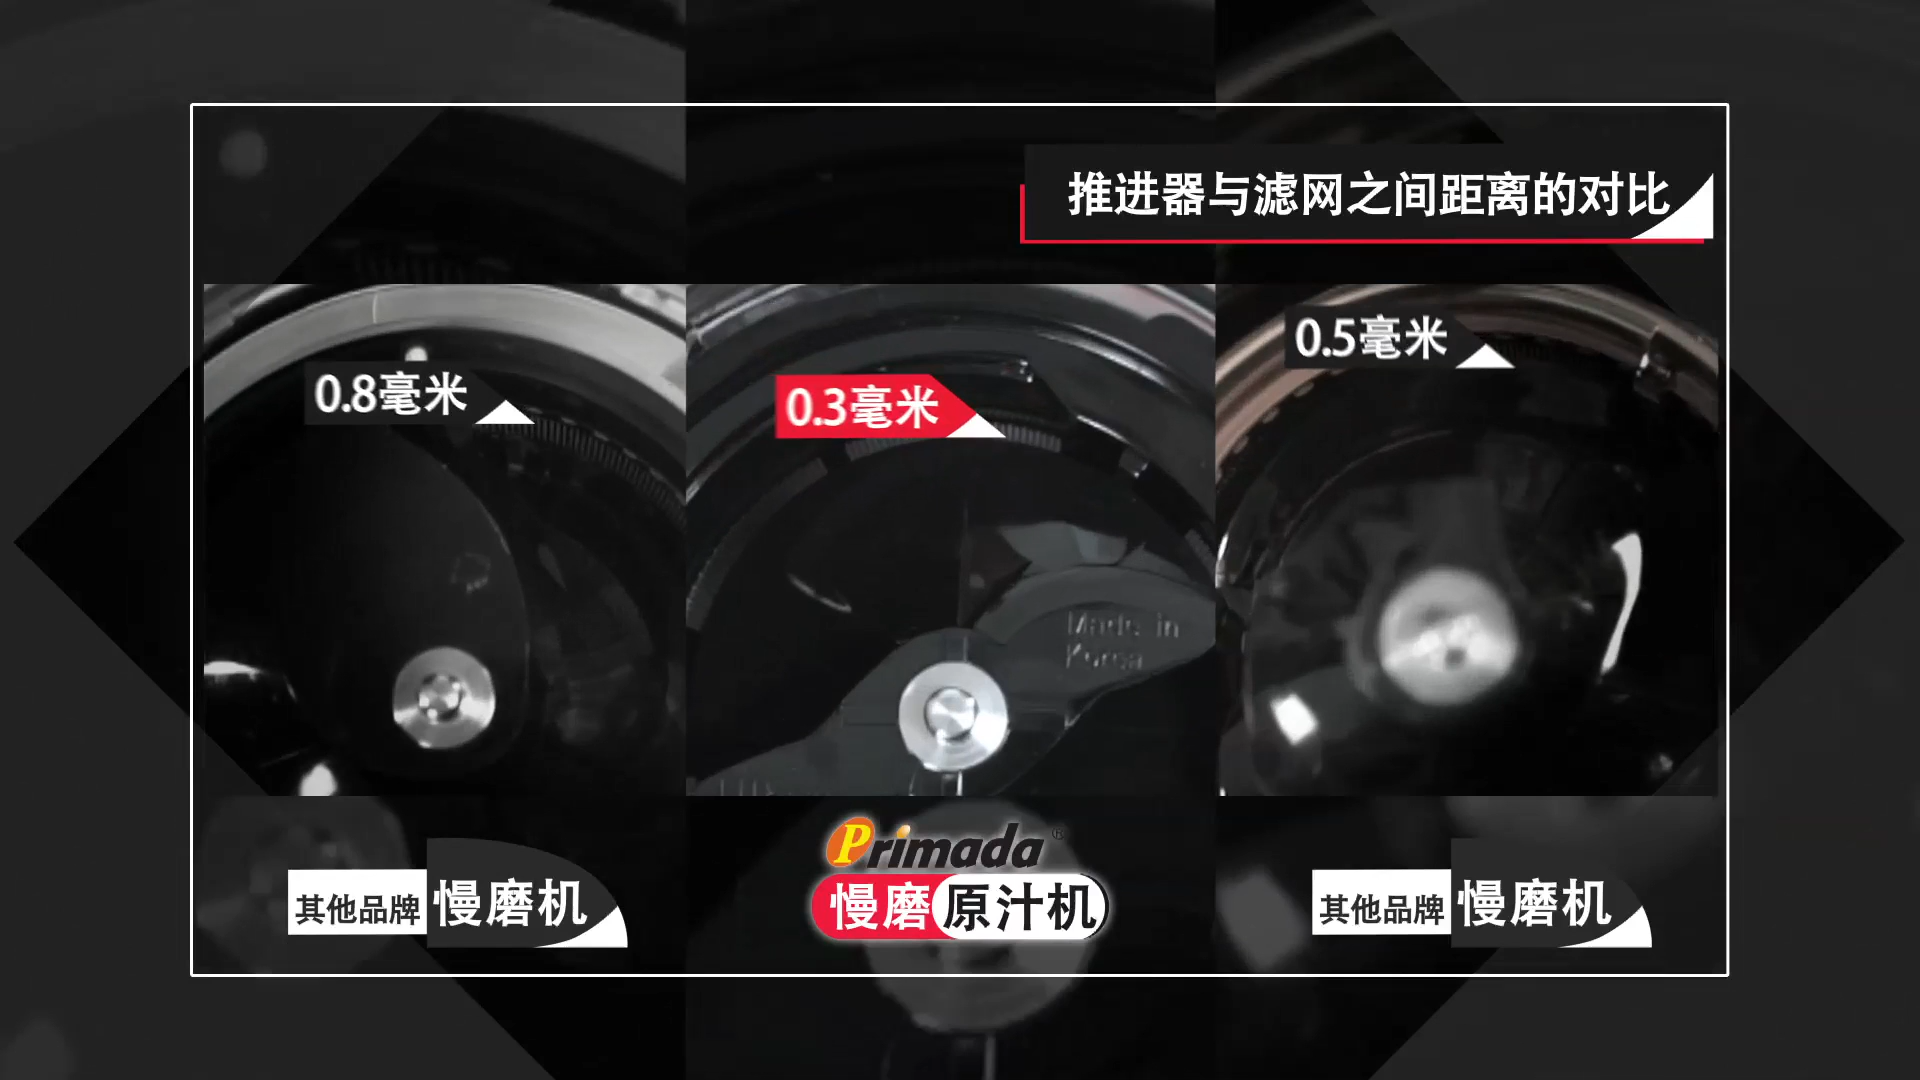 推进器与滤网之间距离的对比
0.8毫米
0.3毫米
0.5毫米
Made in
Korea
其他品牌 慢磨机
Primada®
慢磨原汁机
其他品牌 慢磨机